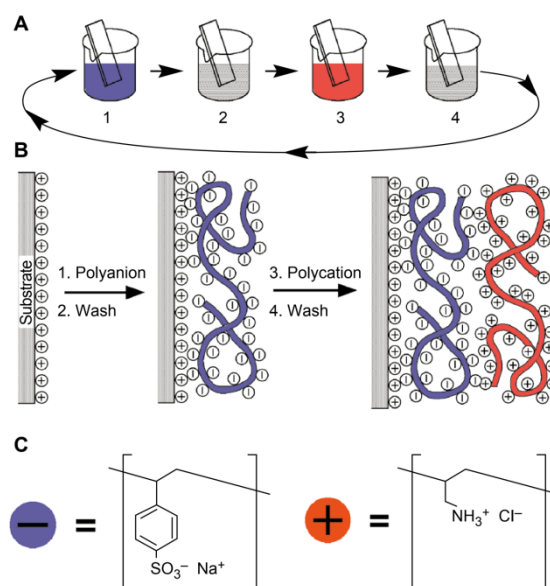 A
1
2
3
4
B
Substrate
1. Polyanion
2. Wash
3. Polycation
4. Wash
C
− = SO₃⁻ Na⁺
+ = NH₃⁺ Cl⁻